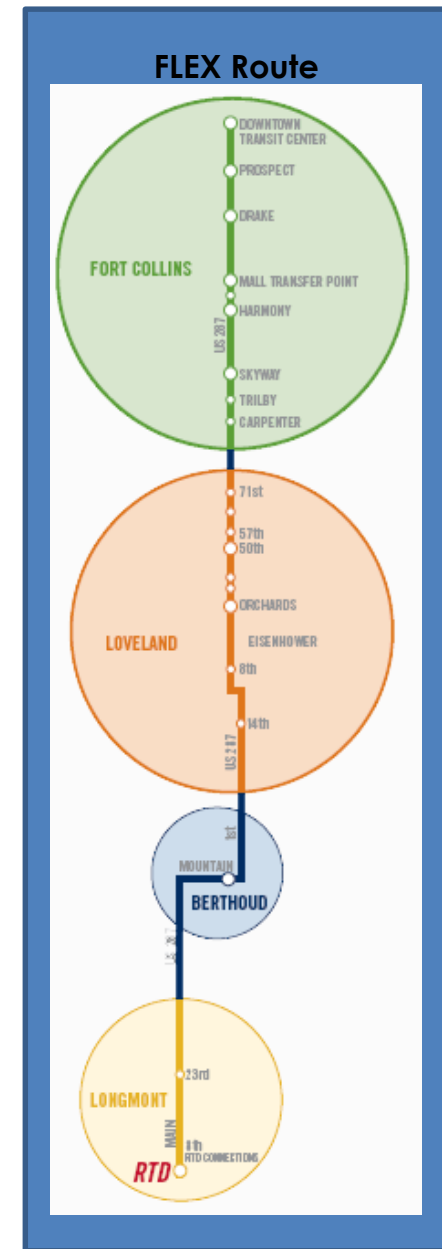 FLEX Route
DOWNTOWN
TRANSIT CENTER
PROSPECT
DRAKE
FORT COLLINS
MALL TRANSFER POINT
HARMONY
US 287
SKYWAY
TRILBY
CARPENTER
71st
57th
50th
ORCHARDS
LOVELAND
EISENHOWER
8th
14th
US 287
1st
MOUNTAIN
BERTHOUD
US 287
23rd
LONGMONT
MAIN
8th
RTD CONNECTIONS
RTD